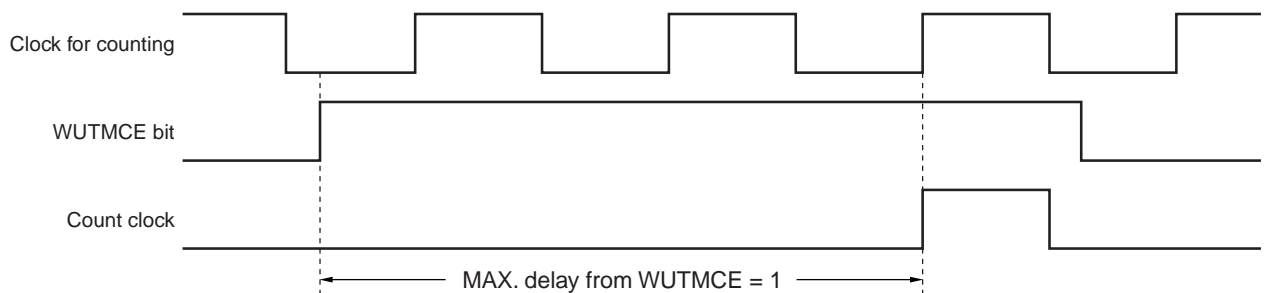 Clock for counting
WUTMCE bit
Count clock
MAX. delay from WUTMCE = 1